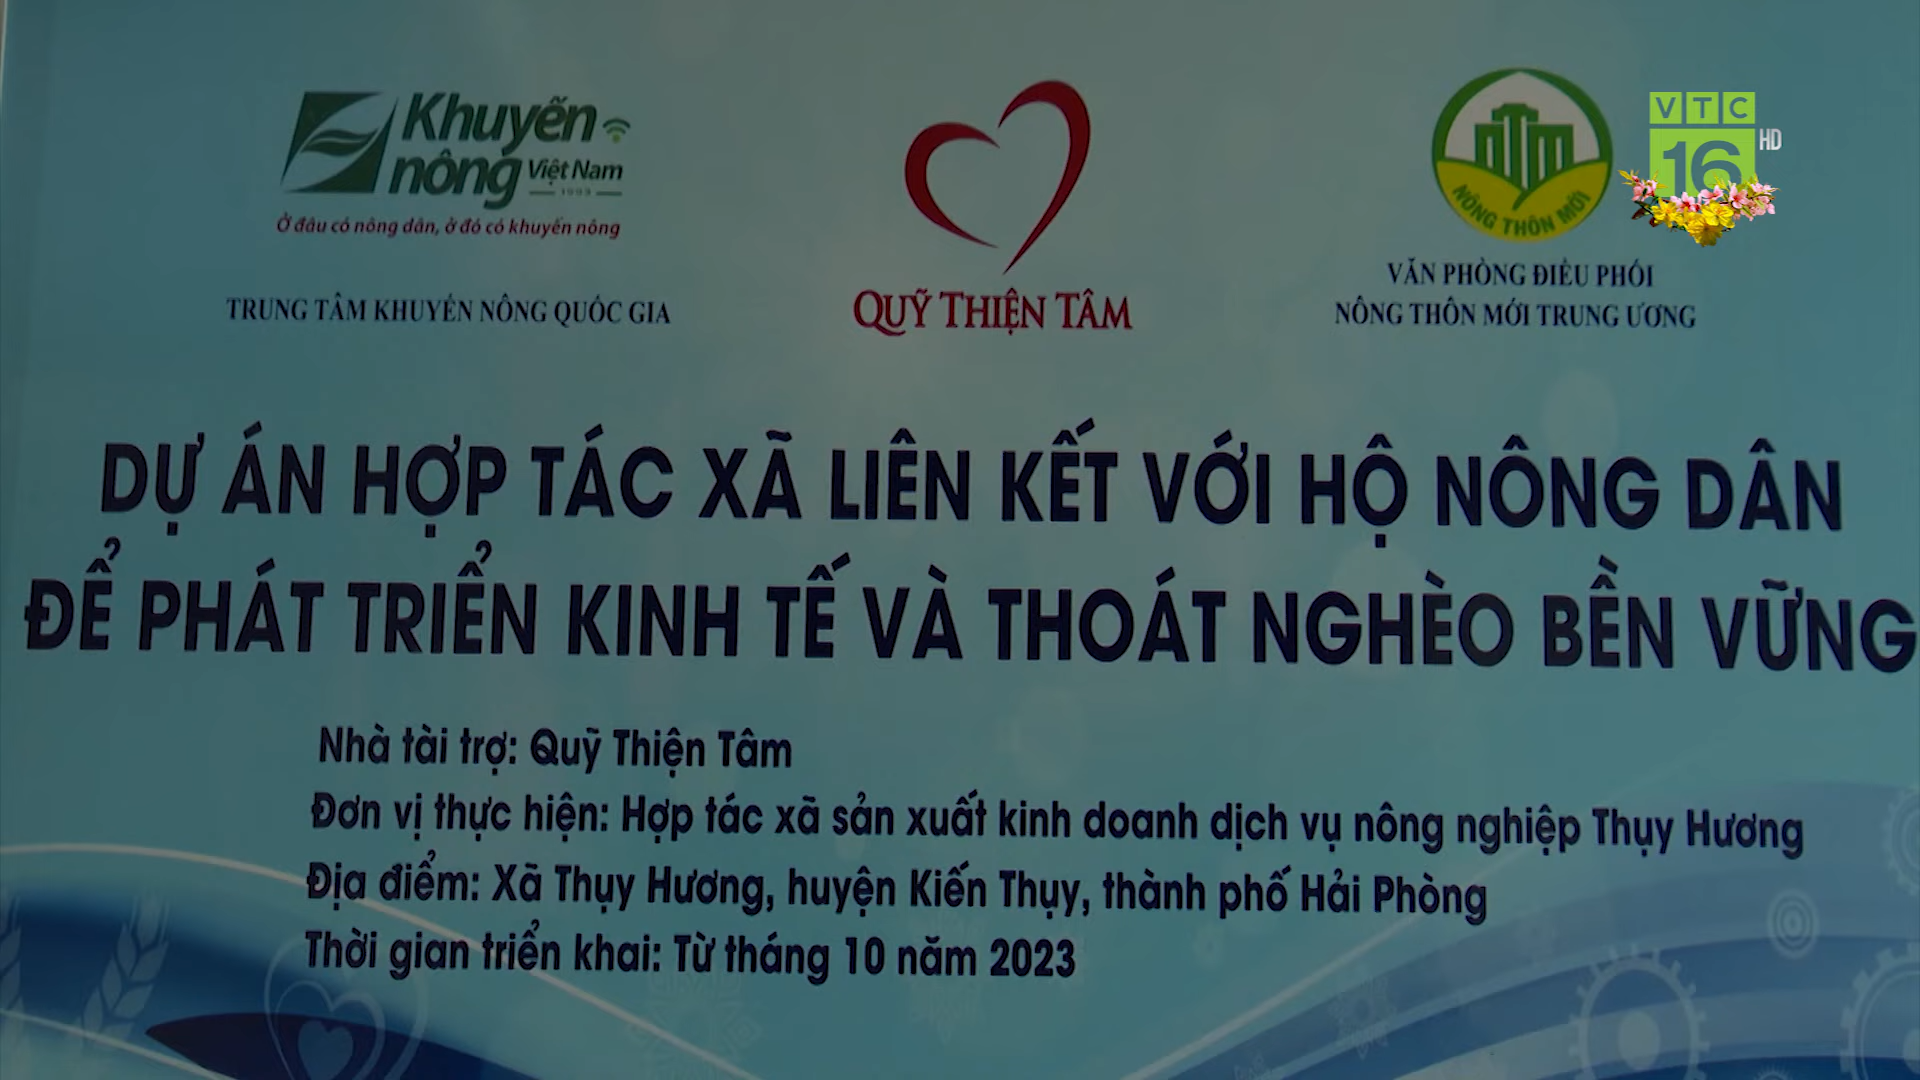 Khuyến
nông Việt Nam
1993
Ở đâu có nông dân, ở đó có khuyến nông
TRUNG TÂM KHUYẾN NÔNG QUỐC GIA
QUỸ THIỆN TÂM
NÔNG THÔN MỚI
VĂN PHÒNG ĐIỀU PHỐI
NÔNG THÔN MỚI TRUNG ƯƠNG
VTC
16 HD
DỰ ÁN HỢP TÁC XÃ LIÊN KẾT VỚI HỘ NÔNG DÂN
ĐỂ PHÁT TRIỂN KINH TẾ VÀ THOÁT NGHÈO BỀN VỮNG
Nhà tài trợ: Quỹ Thiện Tâm
Đơn vị thực hiện: Hợp tác xã sản xuất kinh doanh dịch vụ nông nghiệp Thụy Hương
Địa điểm: Xã Thụy Hương, huyện Kiến Thụy, thành phố Hải Phòng
Thời gian triển khai: Từ tháng 10 năm 2023